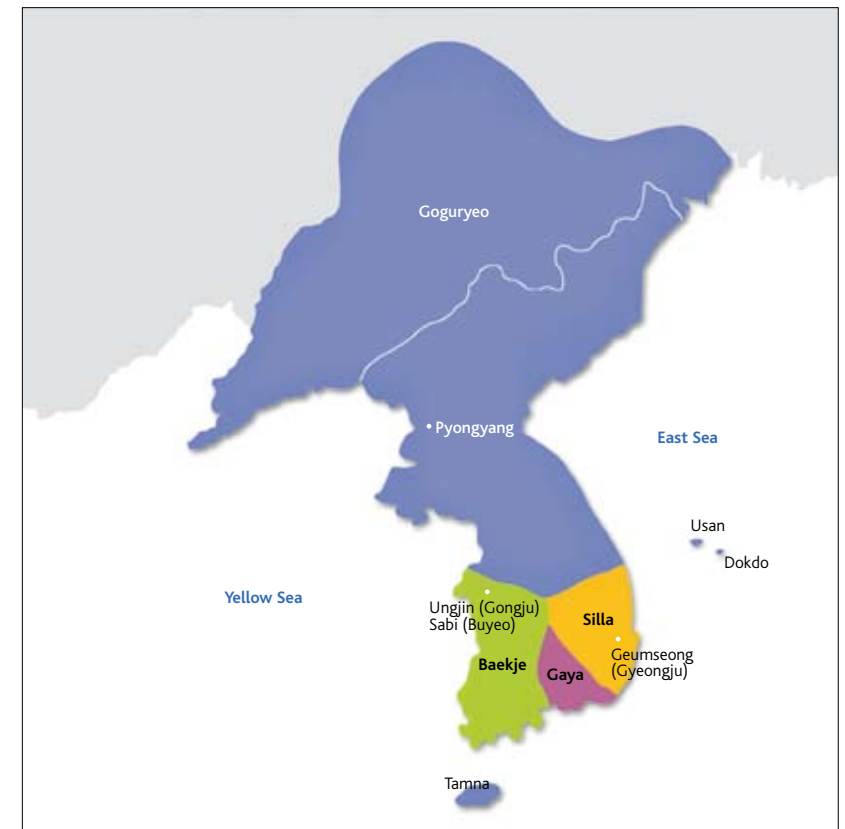 Goguryeo
Pyongyang
East Sea
Usan
Dokdo
Yellow Sea
Ungjin (Gongju)
Sabi (Buyeo)
Silla
Geumseong
(Gyeongju)
Baekje
Gaya
Tamna